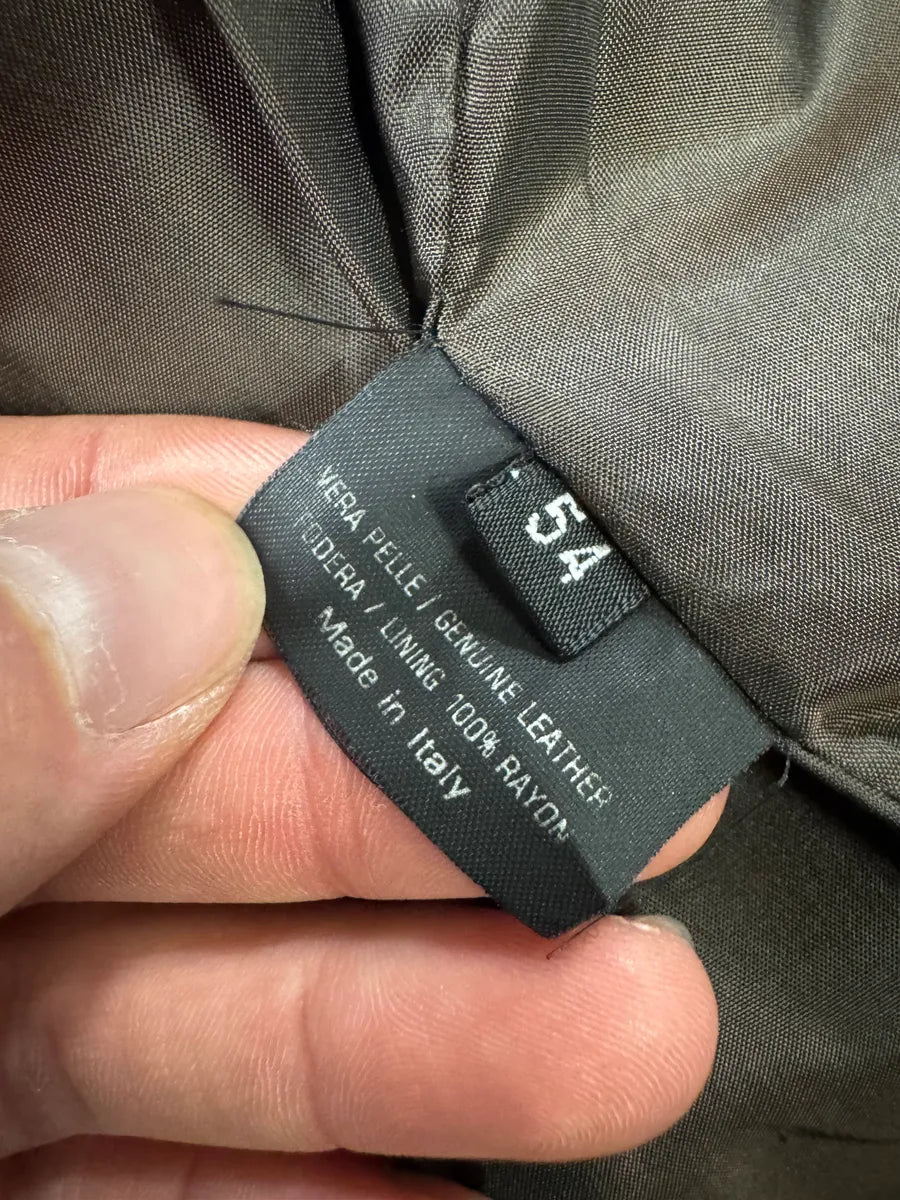 54
VERA PELLE / GENUINE LEATHER
FODERA / LINING 100% RAYON
Made in Italy